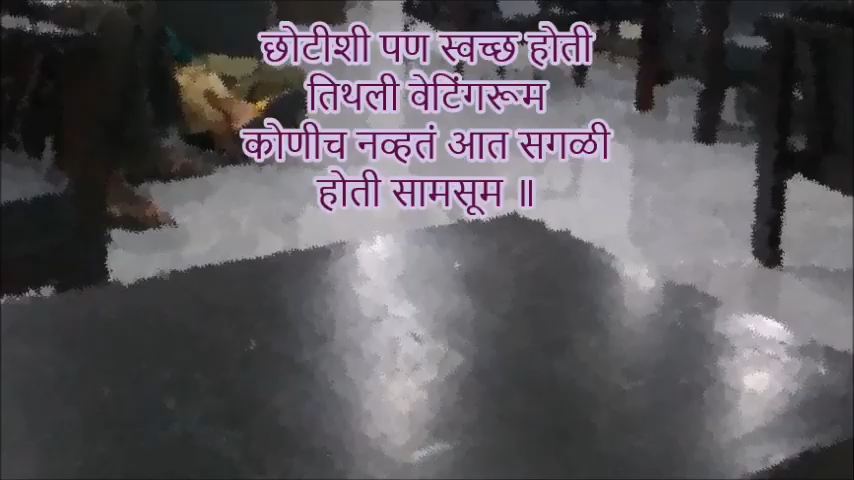 छोटीशी पण स्वच्छ होती
तिथली वेटिंगरूम
कोणीच नव्हतं आत सगळी
होती सामसूम ॥